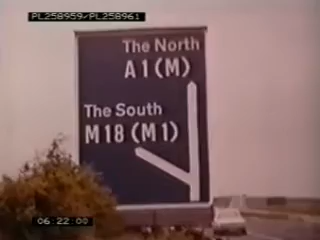 PL258959/PL258961
The North
A1(M)
The South
M18 (M1)
06:22:00